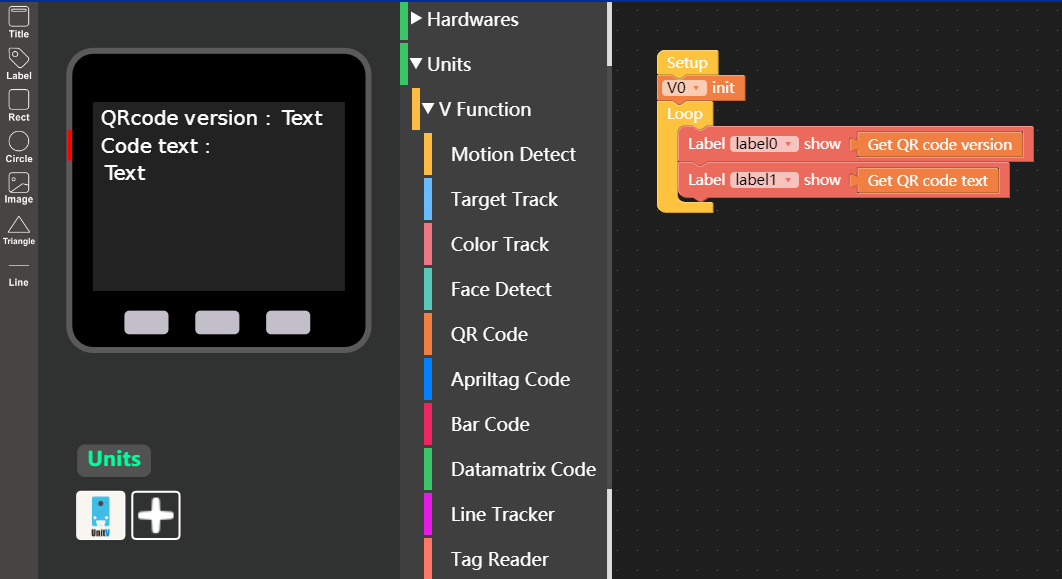 Title
Label
Rect
Circle
Image
Triangle
Line
QRcode version : Text
Code text :
Text
Units
UnitV
Hardwares
Units
V Function
Motion Detect
Target Track
Color Track
Face Detect
QR Code
Apriltag Code
Bar Code
Datamatrix Code
Line Tracker
Tag Reader
Setup
V0 init
Loop
Label label0 show Get QR code version
Label label1 show Get QR code text